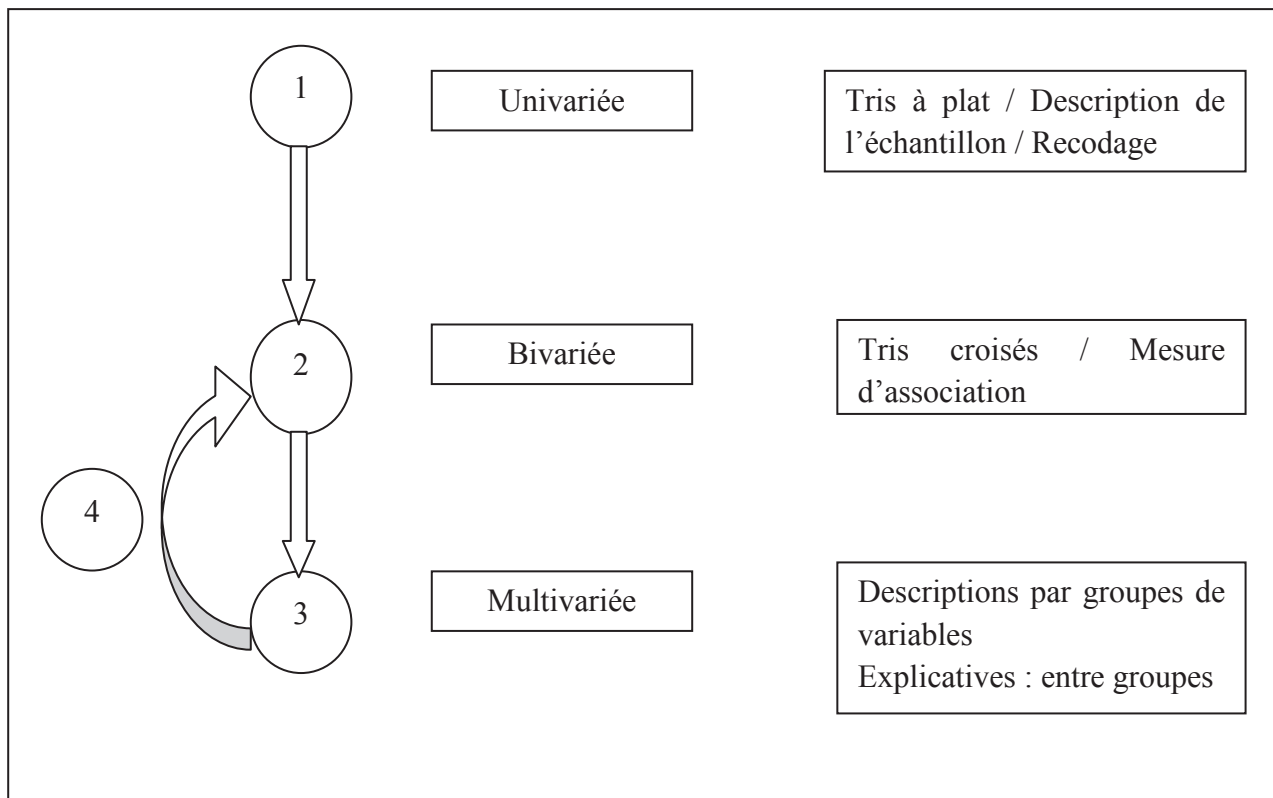 1
Univariée
Tris à plat / Description de
l’échantillon / Recodage
2
Bivariée
Tris croisés / Mesure
d’association
4
3
Multivariée
Descriptions par groupes de
variables
Explicatives : entre groupes